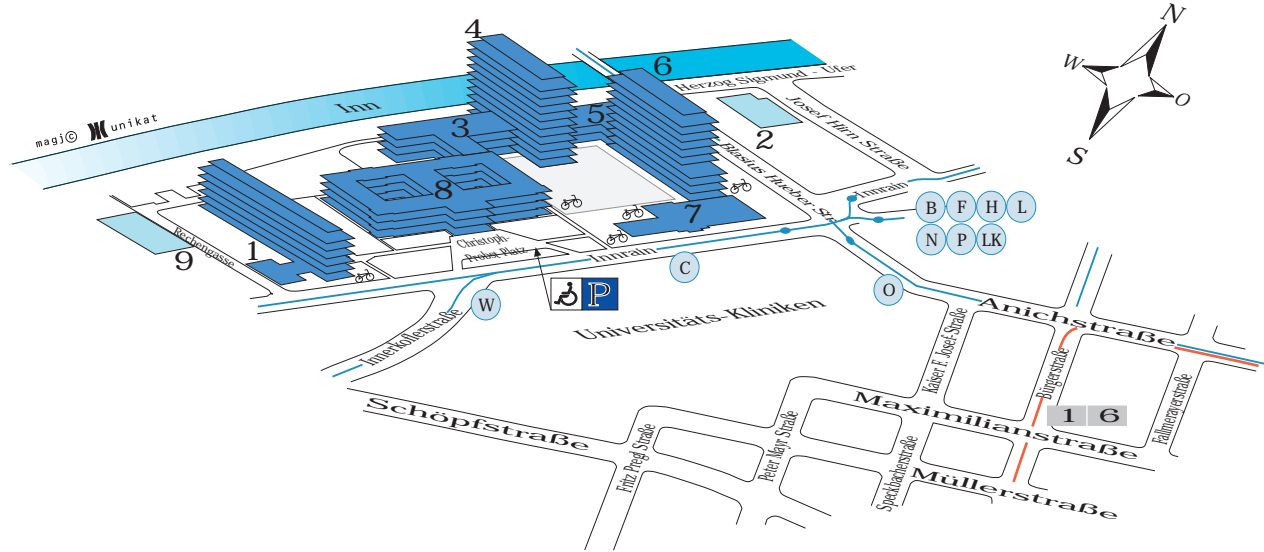 N
W
O
S
4
6
Herzog Sigmund - Ufer
Inn
magj© unikat
5
3
2
Josef Hirn Straße
Blasius Hueber Str.
8
Innrain
7
B F H L
N P LK
1
9
Rechengasse
Christoph-
Probst Platz
Innrain
C
P
W
O
Innerkoflerstraße
Universitäts-Kliniken
Anichstraße
Kaiser F. Josef-Straße
Bürgerstraße
Fallmerayerstraße
1 6
Schöpfstraße
Maximilianstraße
Fritz Pregl Straße
Peter Mayr Straße
Speckbacherstraße
Müllerstraße